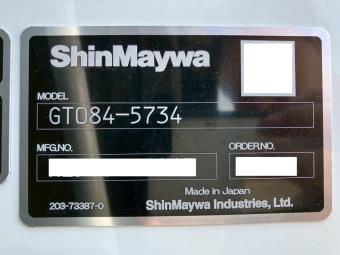 ShinMaywa
MODEL
GT084-5734
MFG.NO.
ORDER.NO.
Made in Japan
203-73387-0
ShinMaywa Industries, Ltd.